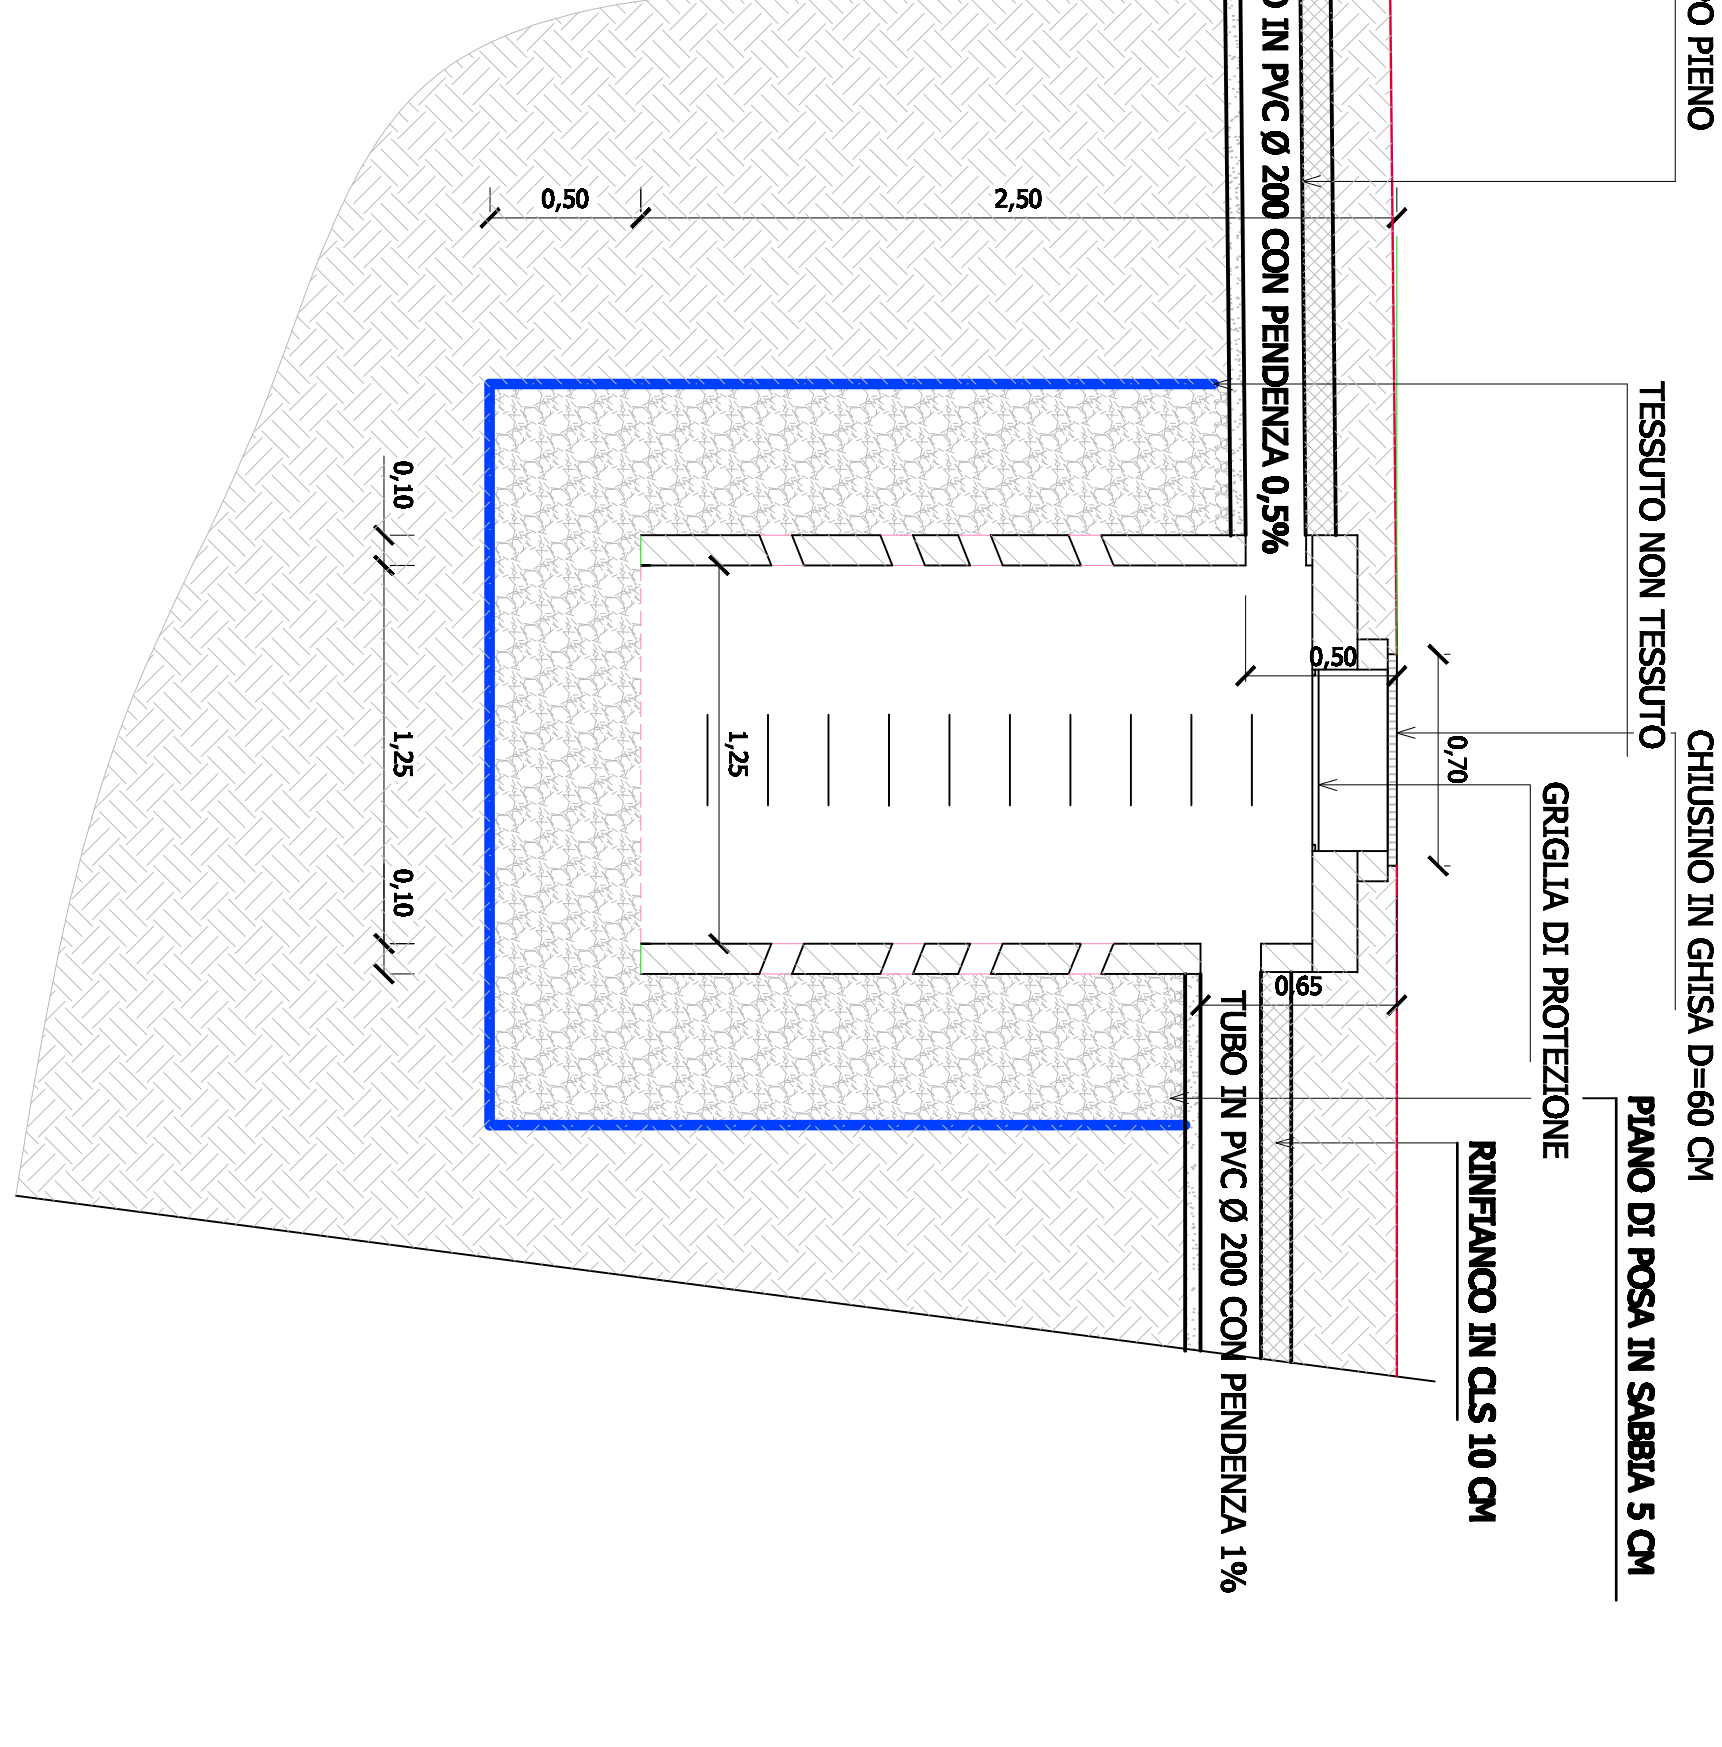 O PIENO
O IN PVC Ø 200 CON PENDENZA 0,5%
TESSUTO NON TESSUTO
CHIUSINO IN GHISA D=60 CM
GRIGLIA DI PROTEZIONE
PIANO DI POSA IN SABBIA 5 CM
RINFIANCO IN CLS 10 CM
TUBO IN PVC Ø 200 CON PENDENZA 1%
0,70
0,50
0,65
2,50
0,50
1,25
0,10
1,25
0,10